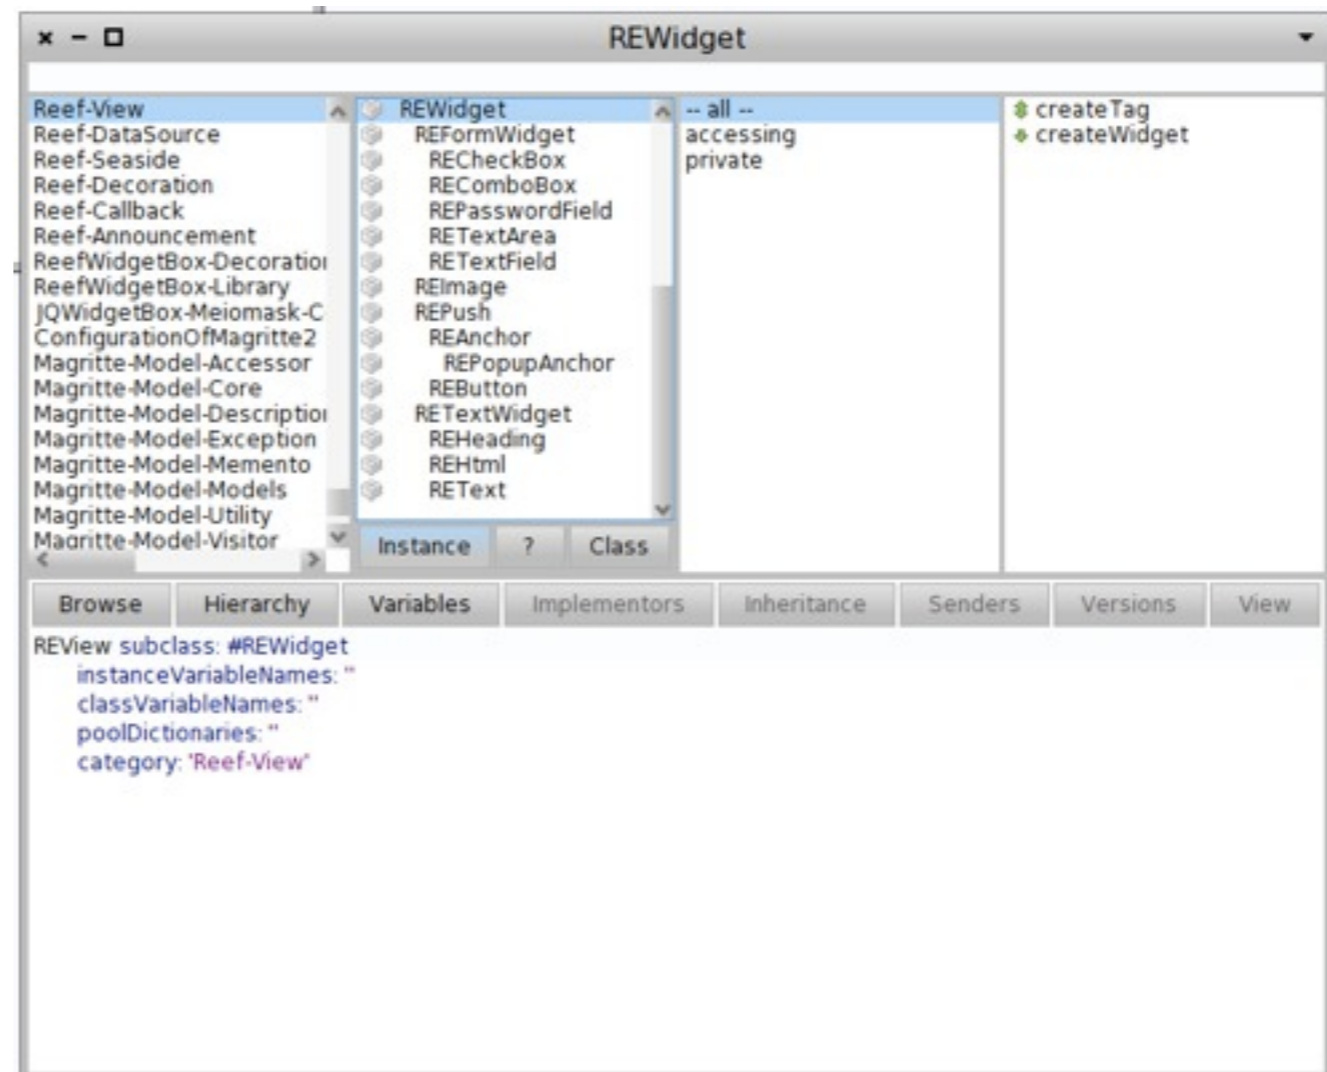 REWidget
Reef-View
Reef-DataSource
Reef-Seaside
Reef-Decoration
Reef-Callback
Reef-Announcement
ReefWidgetBox-Decoratio
ReefWidgetBox-Library
JQWidgetBox-Meiomask-C
ConfigurationOfMagritte2
Magritte-Model-Accessor
Magritte-Model-Core
Magritte-Model-Descriptio
Magritte-Model-Exception
Magritte-Model-Memento
Magritte-Model-Models
Magritte-Model-Utility
Magritte-Model-Visitor
REWidget
REFormWidget
RECheckBox
REComboBox
REPasswordField
RETextArea
RETextField
REImage
REPush
REAnchor
REPopupAnchor
REButton
RETextWidget
REHeading
REHtml
REText
Instance ? Class
-- all --
accessing
private
createTag
createWidget
Browse Hierarchy Variables Implementors Inheritance Senders Versions View
REView subclass: #REWidget
instanceVariableNames: ''
classVariableNames: ''
poolDictionaries: ''
category: 'Reef-View'